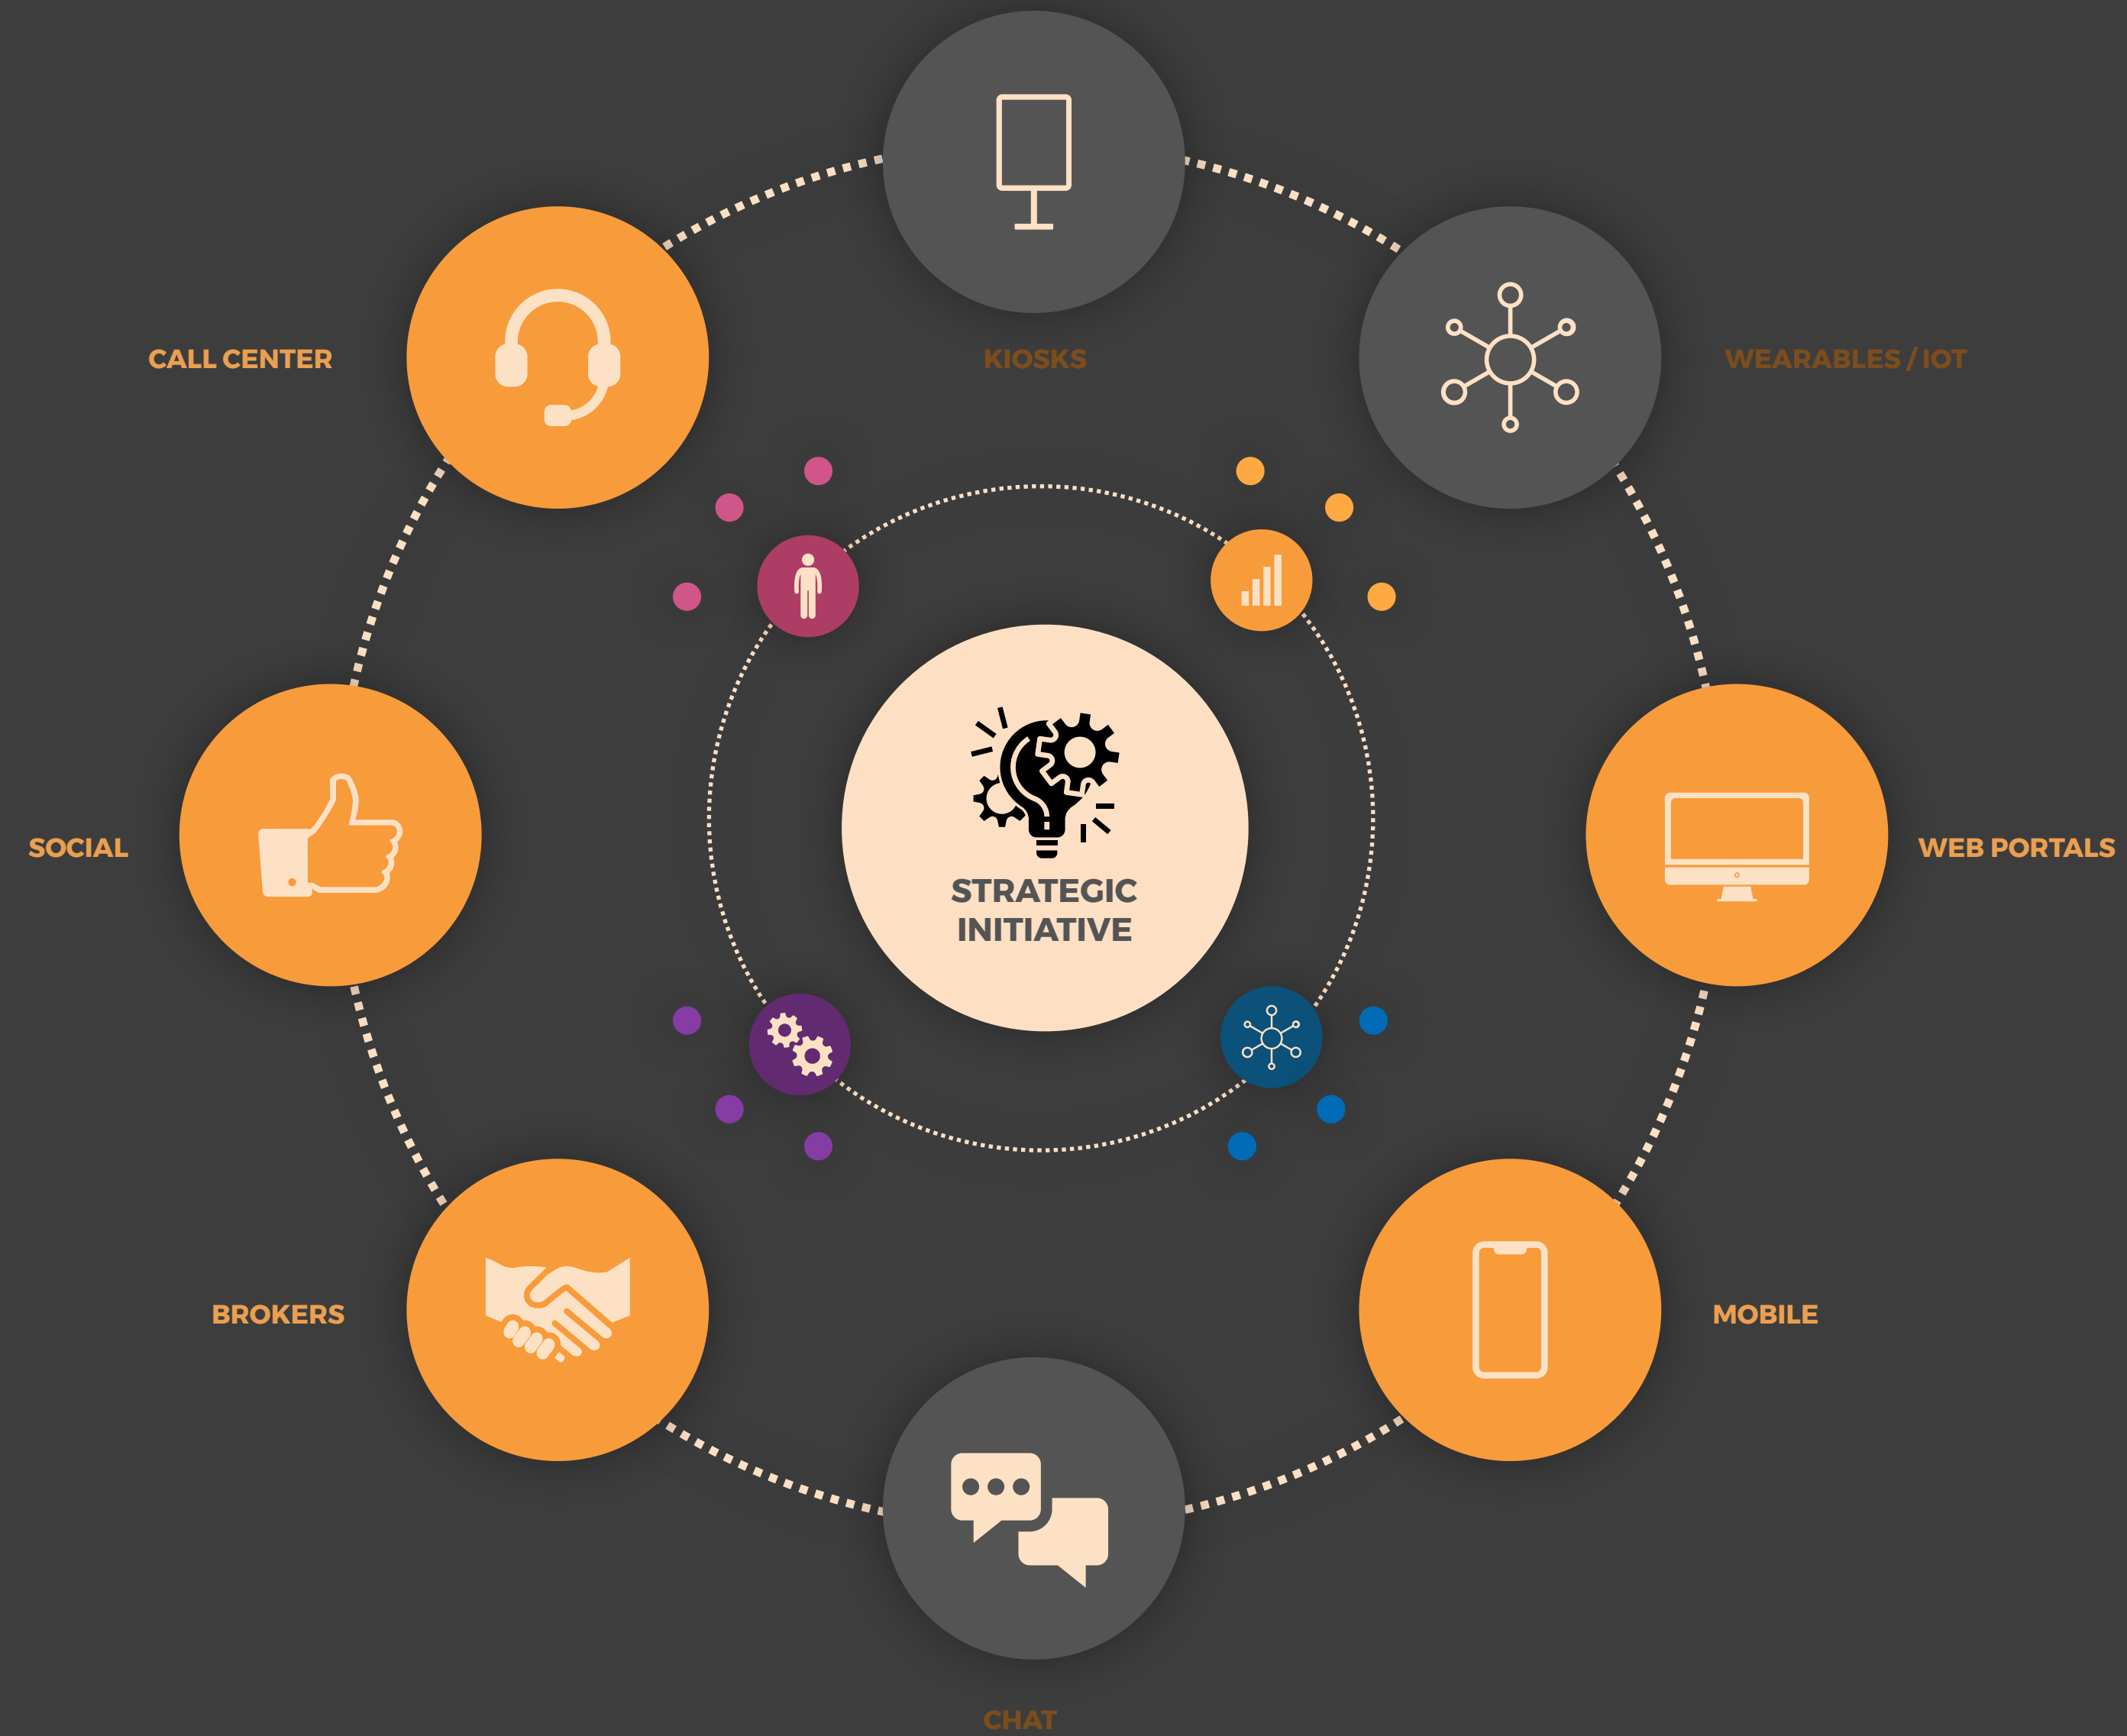 KIOSKS
CALL CENTER
WEARABLES / IOT
SOCIAL
STRATEGIC
INITIATIVE
WEB PORTALS
BROKERS
MOBILE
CHAT